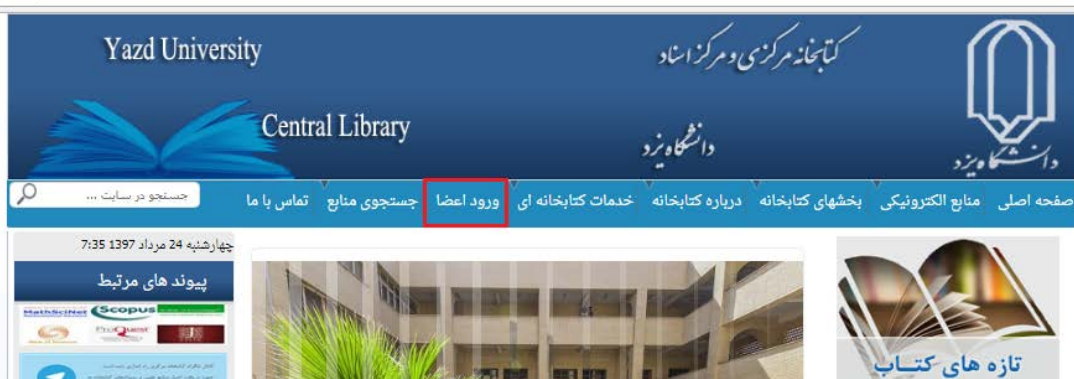 Yazd University
Central Library
کتابخانه مرکزی و مرکز اسناد
دانشگاه یزد
دانشگاه یزد
صفحه اصلی منابع الکترونیکی بخشهای کتابخانه درباره کتابخانه خدمات کتابخانه ای ورود اعضا جستجوی منابع تماس با ما
جستجو در سایت ...
چهارشنبه 24 مرداد 1397 7:35
پیوند های مرتبط
MathSciNet Scopus
ProQuest
تازه های کتـاب